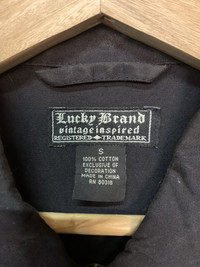 Lucky Brand
vintage inspired
REGISTERED TRADEMARK
S
100% COTTON
EXCLUSIVE OF
DECORATION
MADE IN CHINA
RN 80318